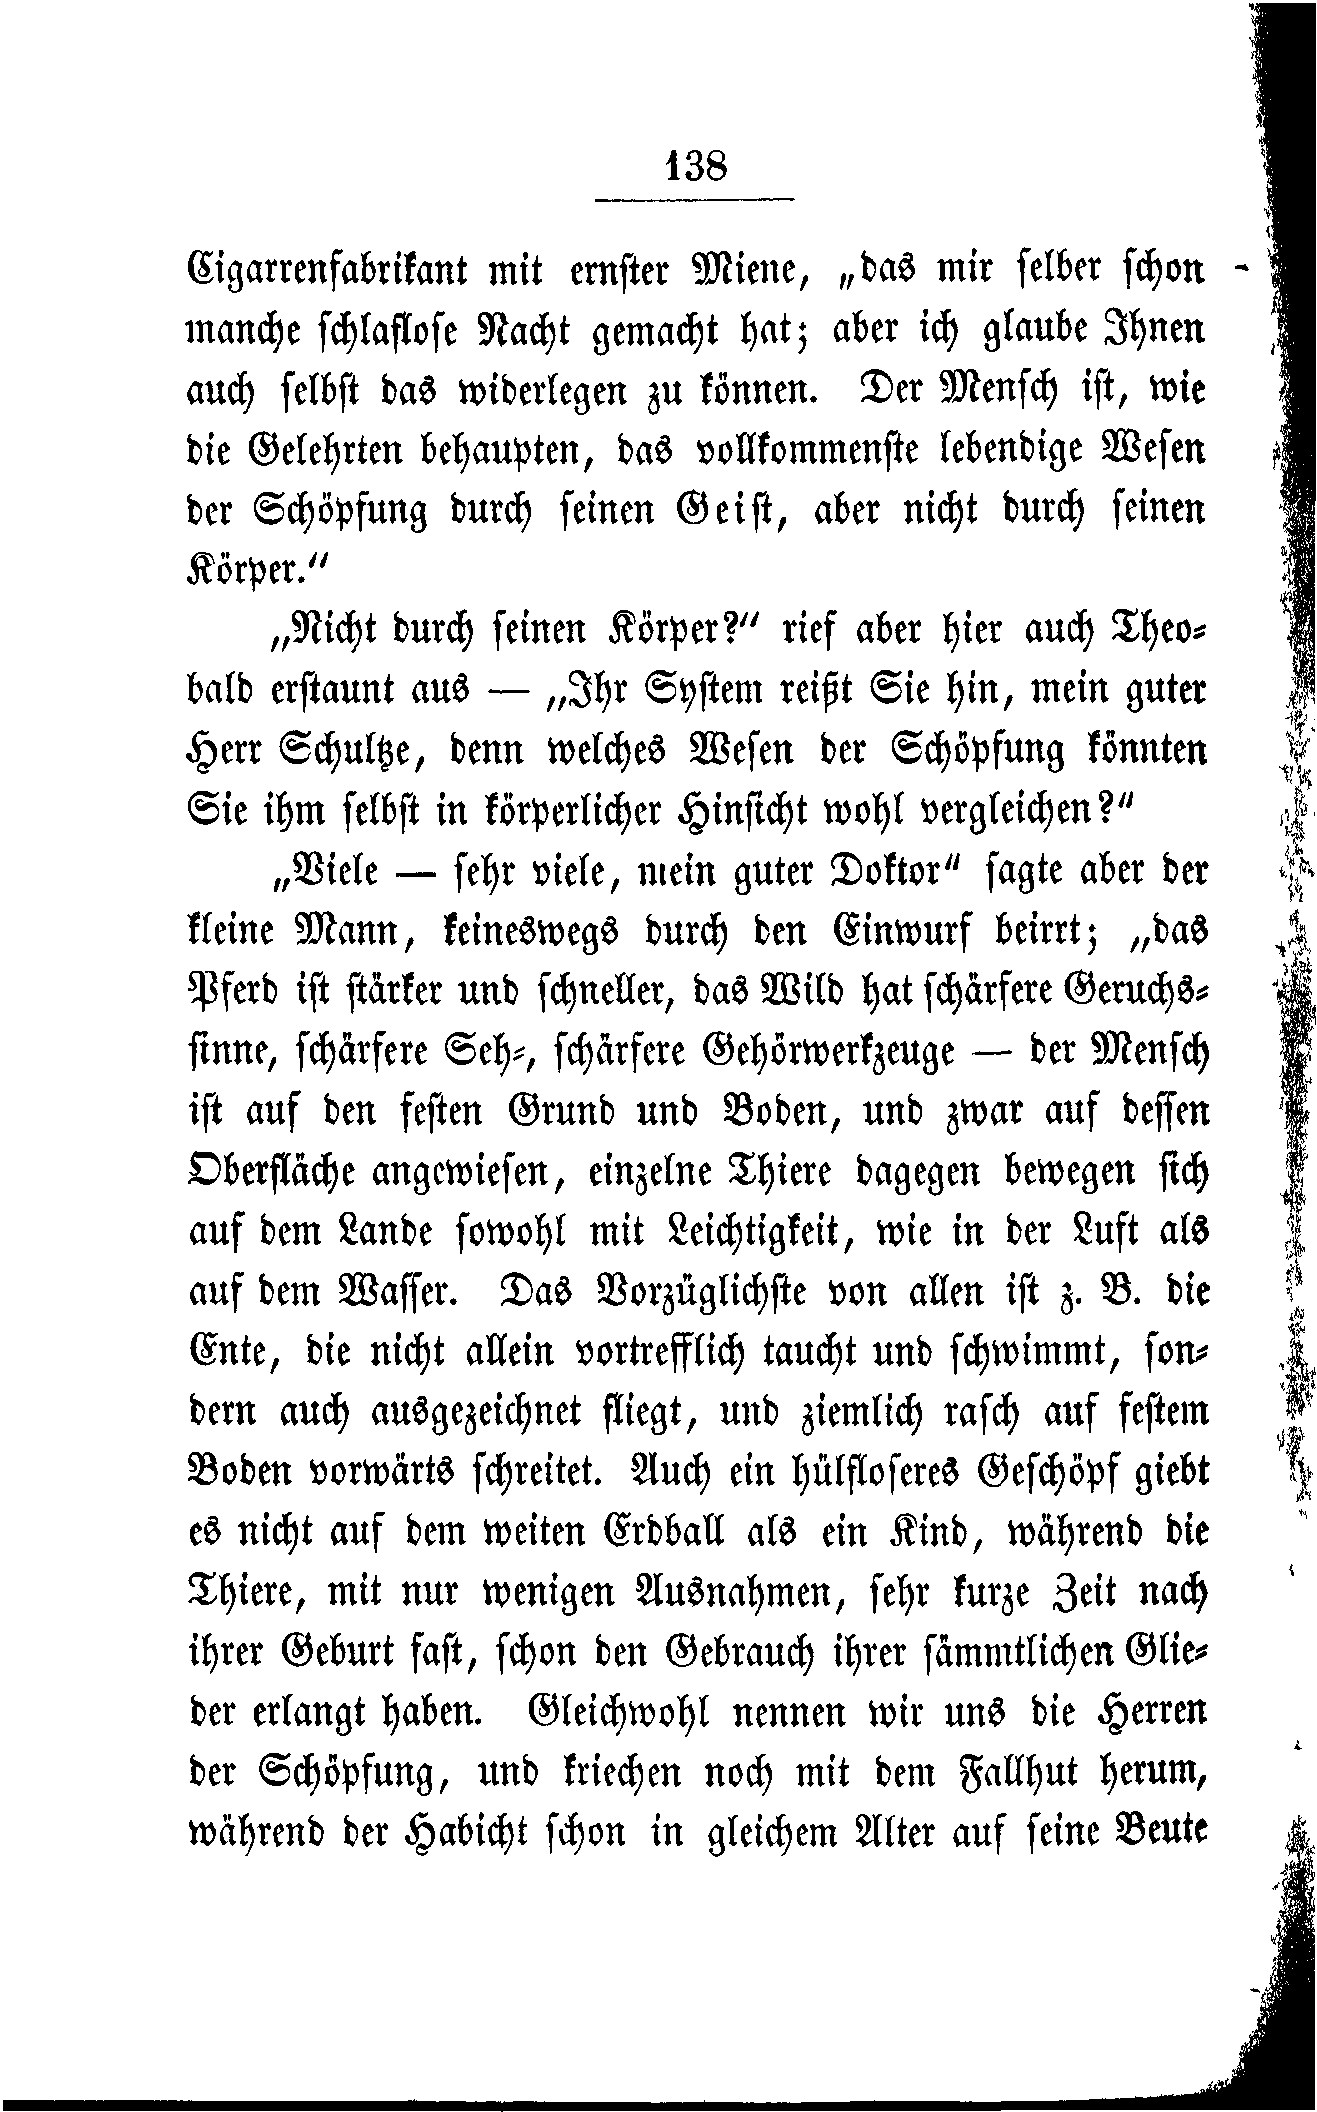 138
Cigarrenfabrikant mit ernster Miene, „das mir selber schon
manche schlaflose Nacht gemacht hat; aber ich glaube Ihnen
auch selbst das widerlegen zu können. Der Mensch ist, wie
die Gelehrten behaupten, das vollkommenste lebendige Wesen
der Schöpfung durch seinen Geist, aber nicht durch seinen
Körper.“
„Nicht durch seinen Körper?“ rief aber hier auch Theo-
bald erstaunt aus — „Ihr System reißt Sie hin, mein guter
Herr Schultze, denn welches Wesen der Schöpfung könnten
Sie ihm selbst in körperlicher Hinsicht wohl vergleichen?“
„Viele — sehr viele, mein guter Doktor“ sagte aber der
kleine Mann, keineswegs durch den Einwurf beirrt; „das
Pferd ist stärker und schneller, das Wild hat schärfere Geruchs-
sinne, schärfere Seh-, schärfere Gehörwerkzeuge — der Mensch
ist auf den festen Grund und Boden, und zwar auf dessen
Oberfläche angewiesen, einzelne Thiere dagegen bewegen sich
auf dem Lande sowohl mit Leichtigkeit, wie in der Luft als
auf dem Wasser. Das Vorzüglichste von allen ist z. B. die
Ente, die nicht allein vortrefflich taucht und schwimmt, son-
dern auch ausgezeichnet fliegt, und ziemlich rasch auf festem
Boden vorwärts schreitet. Auch ein hülfloseres Geschöpf giebt
es nicht auf dem weiten Erdball als ein Kind, während die
Thiere, mit nur wenigen Ausnahmen, sehr kurze Zeit nach
ihrer Geburt fast, schon den Gebrauch ihrer sämmtlichen Glie-
der erlangt haben. Gleichwohl nennen wir uns die Herren
der Schöpfung, und kriechen noch mit dem Fallhut herum,
während der Habicht schon in gleichem Alter auf seine Beute